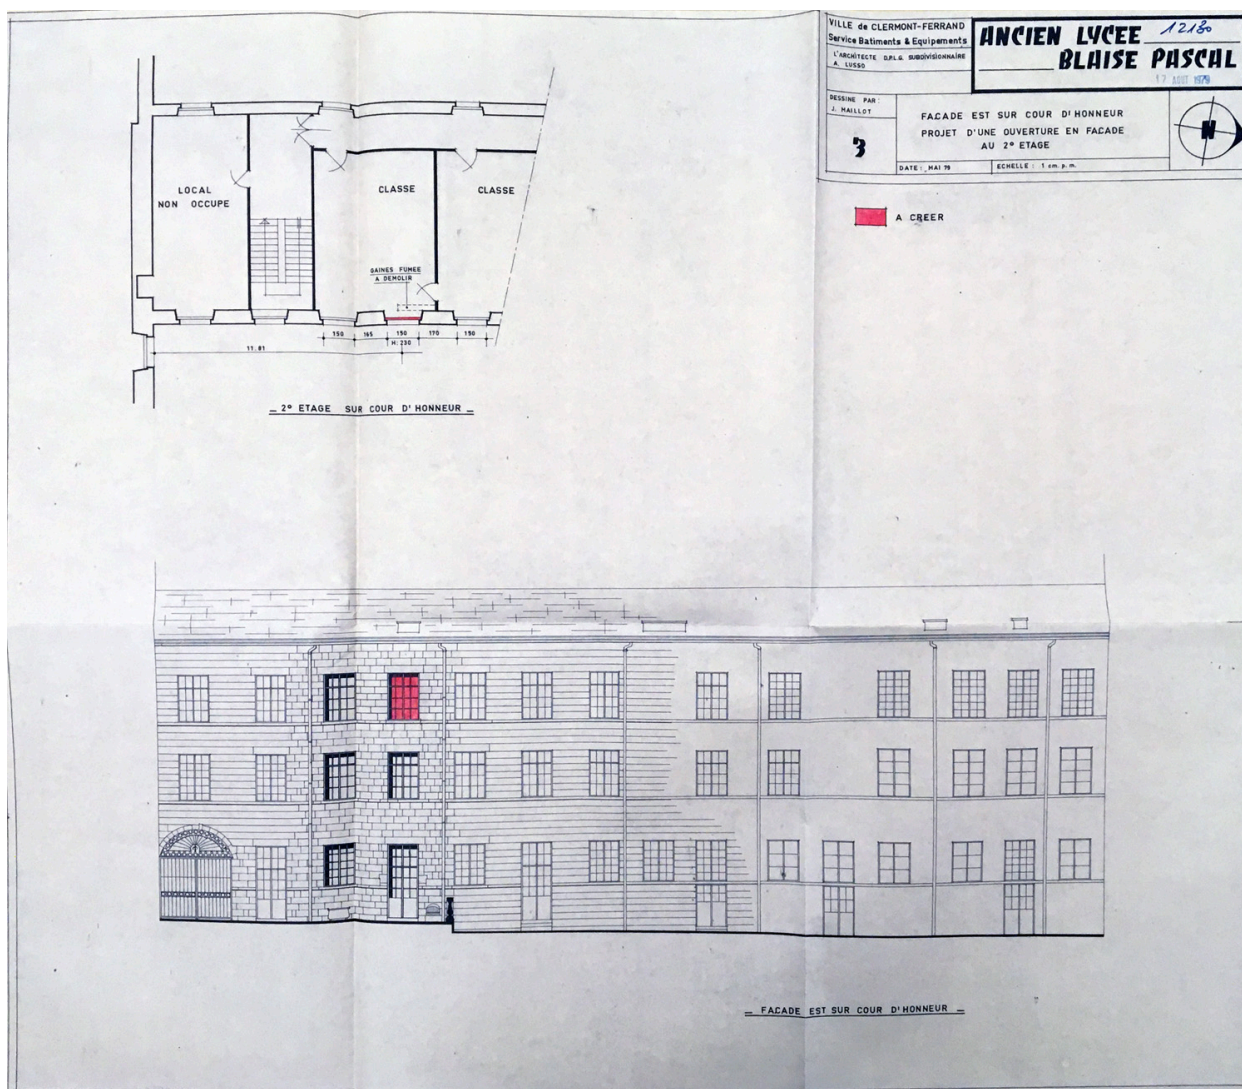 VILLE de CLERMONT-FERRAND
Service Batiments & Equipements
L'ARCHITECTE D.P.L.G. SUBDIVISIONNAIRE
A. LUSSO
ANCIEN LYCEE 12130
BLAISE PASCAL
17 AOUT 1979
DESSINE PAR :
J. MAILLOT
3
FACADE EST SUR COUR D'HONNEUR
PROJET D'UNE OUVERTURE EN FACADE
AU 2° ETAGE
DATE : MAI 79
ECHELLE : 1 cm. p. m.
N
A CREER
LOCAL
NON OCCUPE
CLASSE
CLASSE
GAINES FUMEE
A DEMOLIR
150 165 150 170 150
H: 230
11.81
2° ETAGE SUR COUR D'HONNEUR
FACADE EST SUR COUR D'HONNEUR